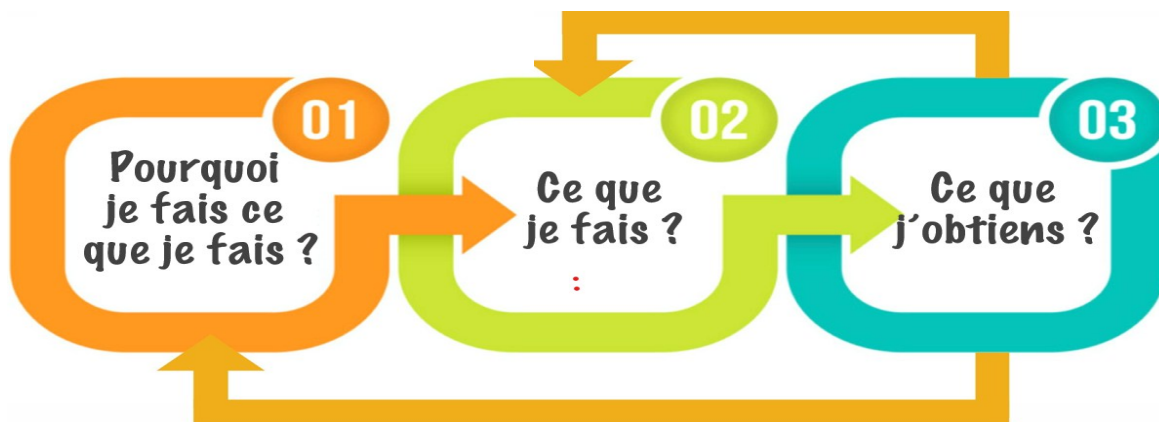 01
Pourquoi
je fais ce
que je fais ?
02
Ce que
je fais ?
:
03
Ce que
j´obtiens ?